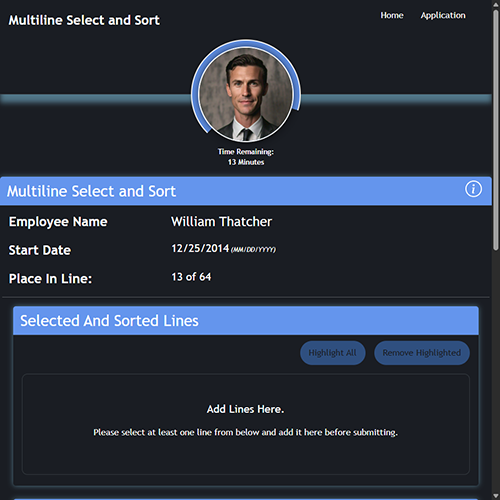 Multiline Select and Sort
Home
Application
Time Remaining:
13 Minutes
Multiline Select and Sort
i
Employee Name
William Thatcher
Start Date
12/25/2014 (MM/DD/YYYY)
Place In Line:
13 of 64
Selected And Sorted Lines
Highlight All
Remove Highlighted
Add Lines Here.
Please select at least one line from below and add it here before submitting.